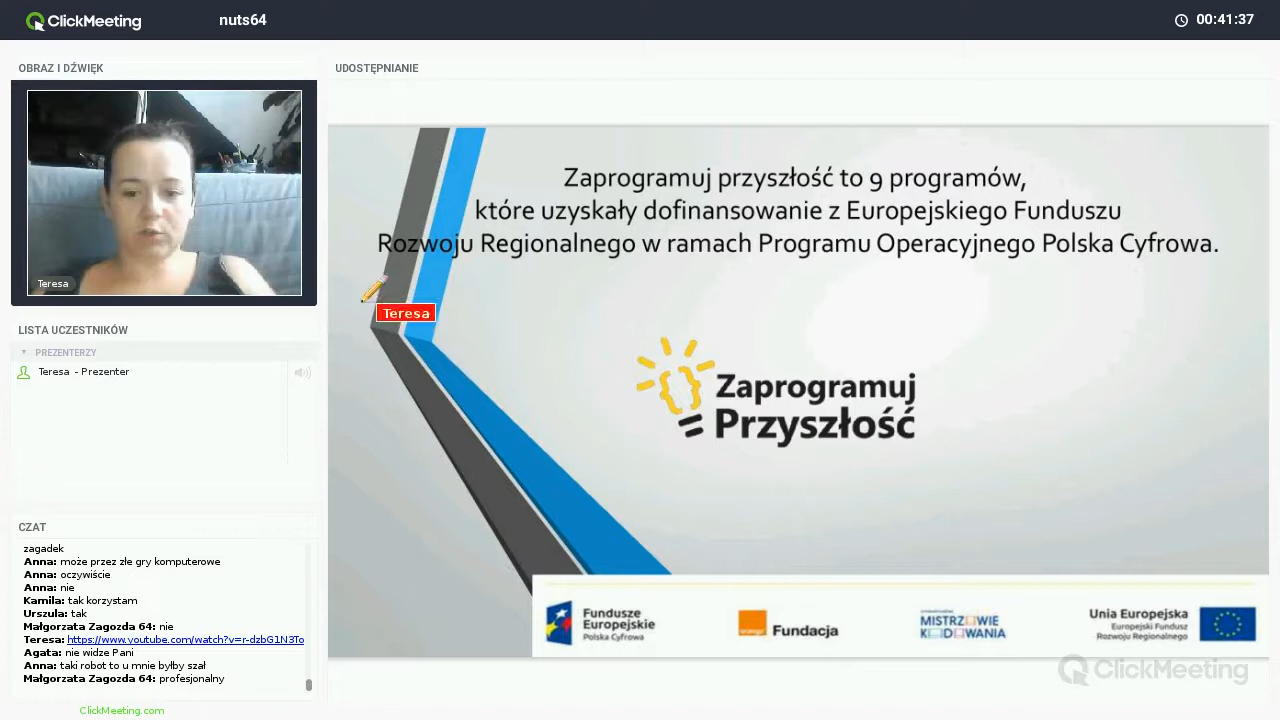 ClickMeeting
nuts64
00:41:37
OBRAZ I DŹWIĘK
Teresa
LISTA UCZESTNIKÓW
PREZENTERZY
Teresa - Prezenter
CZAT
zagadek
Anna: może przez złe gry komputerowe
Anna: oczywiście
Anna: nie
Kamila: tak korzystam
Urszula: tak
Małgorzata Zagozda 64: nie
Teresa: https://www.youtube.com/watch?v=r-dzbG1N3To
Agata: nie widze Pani
Anna: taki robot to u mnie byłby szał
Małgorzata Zagozda 64: profesjonalny
ClickMeeting.com
UDOSTĘPNIANIE
Zaprogramuj przyszłość to 9 programów,
które uzyskały dofinansowanie z Europejskiego Funduszu
Rozwoju Regionalnego w ramach Programu Operacyjnego Polska Cyfrowa.
Teresa
Zaprogramuj
Przyszłość
Fundusze
Europejskie
Polska Cyfrowa
orange
Fundacja
MISTRZOWIE
KODOWANIA
Unia Europejska
Europejski Fundusz
Rozwoju Regionalnego
ClickMeeting